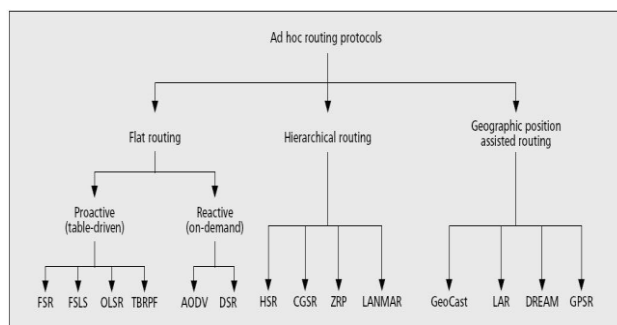 Ad hoc routing protocols
Flat routing
Hierarchical routing
Geographic position
assisted routing
Proactive
(table-driven)
Reactive
(on-demand)
FSR FSLS OLSR TBRPF AODV DSR HSR CGSR ZRP LANMAR GeoCast LAR DREAM GPSR